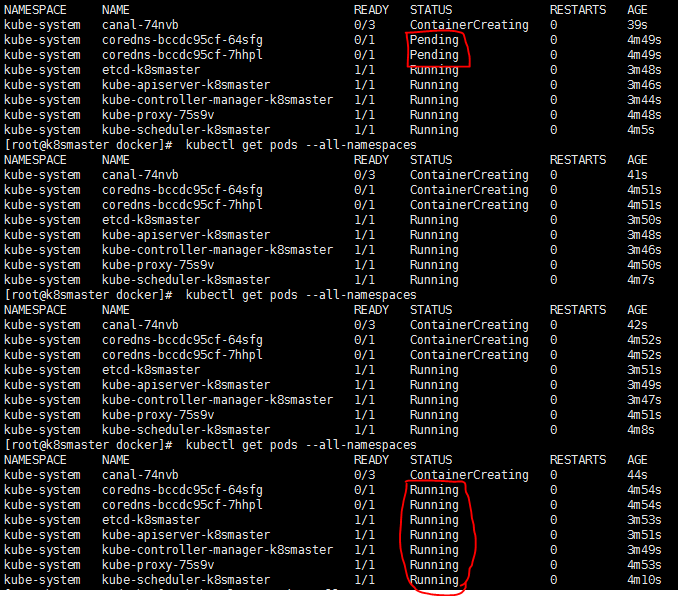 NAMESPACE NAME READY STATUS RESTARTS AGE
kube-system canal-74nvb 0/3 ContainerCreating 0 39s
kube-system coredns-bccdc95cf-64sfg 0/1 Pending 0 4m49s
kube-system coredns-bccdc95cf-7hhpl 0/1 Pending 0 4m49s
kube-system etcd-k8smaster 1/1 Running 0 3m48s
kube-system kube-apiserver-k8smaster 1/1 Running 0 3m46s
kube-system kube-controller-manager-k8smaster 1/1 Running 0 3m44s
kube-system kube-proxy-75s9v 1/1 Running 0 4m48s
kube-system kube-scheduler-k8smaster 1/1 Running 0 4m5s
[root@k8smaster docker]# kubectl get pods --all-namespaces
NAMESPACE NAME READY STATUS RESTARTS AGE
kube-system canal-74nvb 0/3 ContainerCreating 0 41s
kube-system coredns-bccdc95cf-64sfg 0/1 ContainerCreating 0 4m51s
kube-system coredns-bccdc95cf-7hhpl 0/1 ContainerCreating 0 4m51s
kube-system etcd-k8smaster 1/1 Running 0 3m50s
kube-system kube-apiserver-k8smaster 1/1 Running 0 3m48s
kube-system kube-controller-manager-k8smaster 1/1 Running 0 3m46s
kube-system kube-proxy-75s9v 1/1 Running 0 4m50s
kube-system kube-scheduler-k8smaster 1/1 Running 0 4m7s
[root@k8smaster docker]# kubectl get pods --all-namespaces
NAMESPACE NAME READY STATUS RESTARTS AGE
kube-system canal-74nvb 0/3 ContainerCreating 0 42s
kube-system coredns-bccdc95cf-64sfg 0/1 ContainerCreating 0 4m52s
kube-system coredns-bccdc95cf-7hhpl 0/1 ContainerCreating 0 4m52s
kube-system etcd-k8smaster 1/1 Running 0 3m51s
kube-system kube-apiserver-k8smaster 1/1 Running 0 3m49s
kube-system kube-controller-manager-k8smaster 1/1 Running 0 3m47s
kube-system kube-proxy-75s9v 1/1 Running 0 4m51s
kube-system kube-scheduler-k8smaster 1/1 Running 0 4m8s
[root@k8smaster docker]# kubectl get pods --all-namespaces
NAMESPACE NAME READY STATUS RESTARTS AGE
kube-system canal-74nvb 0/3 ContainerCreating 0 44s
kube-system coredns-bccdc95cf-64sfg 0/1 Running 0 4m54s
kube-system coredns-bccdc95cf-7hhpl 0/1 Running 0 4m54s
kube-system etcd-k8smaster 1/1 Running 0 3m53s
kube-system kube-apiserver-k8smaster 1/1 Running 0 3m51s
kube-system kube-controller-manager-k8smaster 1/1 Running 0 3m49s
kube-system kube-proxy-75s9v 1/1 Running 0 4m53s
kube-system kube-scheduler-k8smaster 1/1 Running 0 4m10s